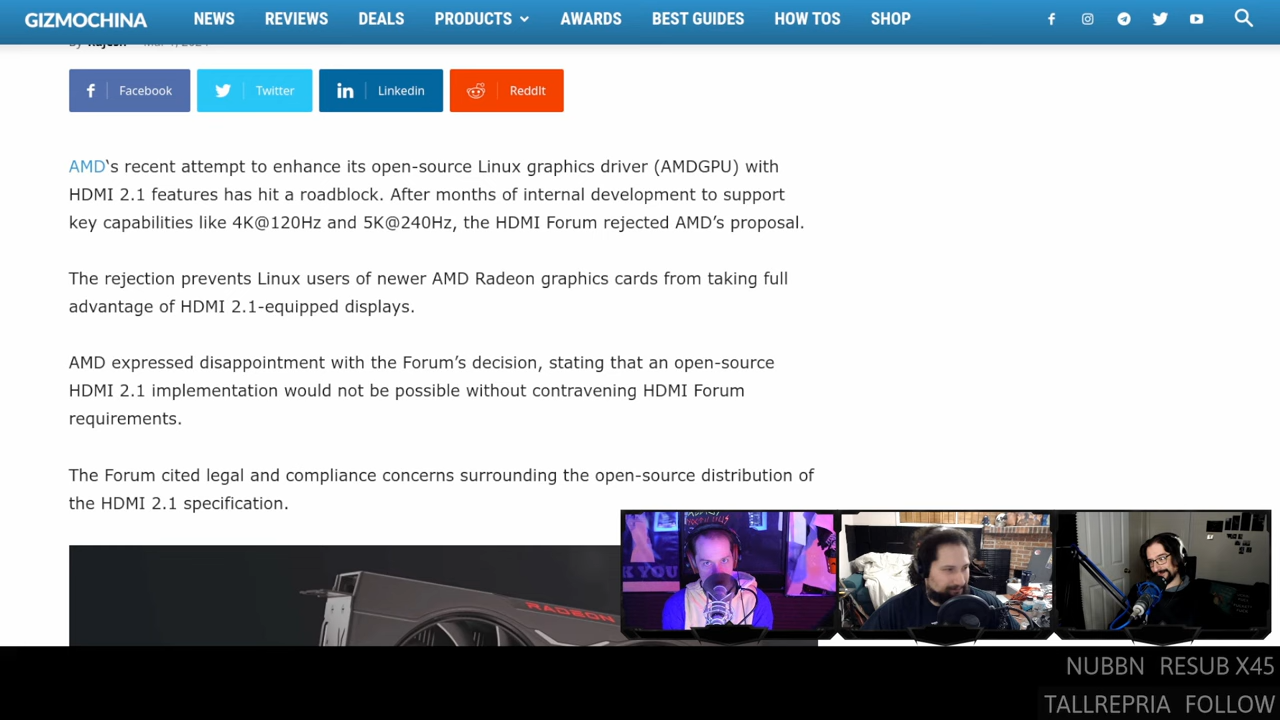 GIZMOCHINA
NEWS REVIEWS DEALS PRODUCTS AWARDS BEST GUIDES HOW TOS SHOP
Facebook Twitter Linkedin ReddIt
AMD‘s recent attempt to enhance its open-source Linux graphics driver (AMDGPU) with
HDMI 2.1 features has hit a roadblock. After months of internal development to support
key capabilities like 4K@120Hz and 5K@240Hz, the HDMI Forum rejected AMD’s proposal.
The rejection prevents Linux users of newer AMD Radeon graphics cards from taking full
advantage of HDMI 2.1-equipped displays.
AMD expressed disappointment with the Forum’s decision, stating that an open-source
HDMI 2.1 implementation would not be possible without contravening HDMI Forum
requirements.
The Forum cited legal and compliance concerns surrounding the open-source distribution of
the HDMI 2.1 specification.
RADEON
NUBBN RESUB X45
TALLREPRIA FOLLOW